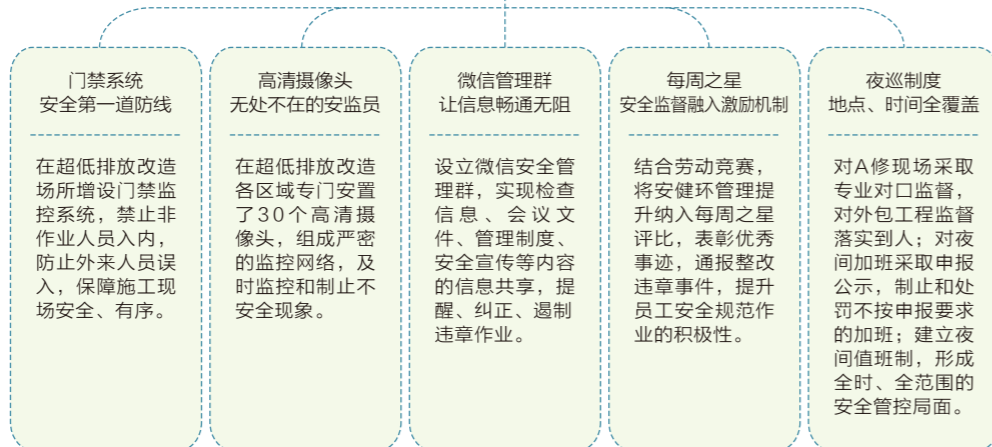 门禁系统
安全第一道防线
在超低排放改造
场所增设门禁监
控系统，禁止非
作业人员入内，
防止外来人员误
入，保障施工现
场安全、有序。
高清摄像头
无处不在的安监员
在超低排放改造
各区域专门安置
了30个高清摄
像头，组成严密
的监控网络，及
时监控和制止不
安全现象。
微信管理群
让信息畅通无阻
设立微信安全管
理群，实现检查
信息、会议文
件、管理制度、
安全宣传等内容
的信息共享，提
醒、纠正、遏制
违章作业。
每周之星
安全监督融入激励机制
结合劳动竞赛，
将安健环管理提
升纳入每周之星
评比，表彰优秀
事迹，通报整改
违章事件，提升
员工安全规范作
业的积极性。
夜巡制度
地点、时间全覆盖
对A修现场采取
专业对口监督，
对外包工程监督
落实到人；对夜
间加班采取申报
公示，制止和处
罚不按申报要求
的加班；建立夜
间值班制，形成
全时、全范围的
安全管控局面。